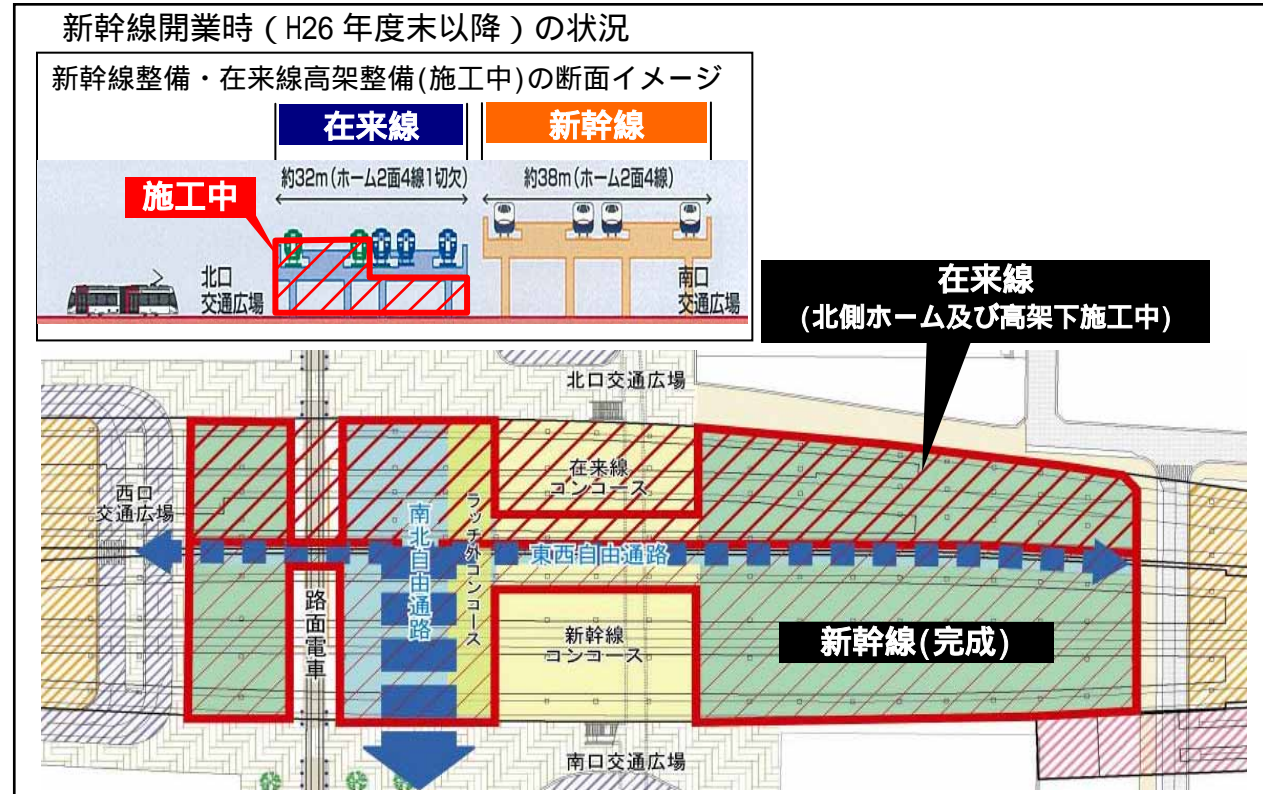 新幹線開業時(H26 年度末以降)の状況
新幹線整備・在来線高架整備(施工中)の断面イメージ
在来線
新幹線
約32m(ホーム2面4線1切欠)
約38m(ホーム2面4線)
施工中
北口
交通広場
南口
交通広場
在来線
(北側ホーム及び高架下施工中)
北口交通広場
西口
交通広場
在来線
コンコース
南北自由通路
ラッチ外コンコース
東西自由通路
路面電車
新幹線
コンコース
新幹線(完成)
南口交通広場